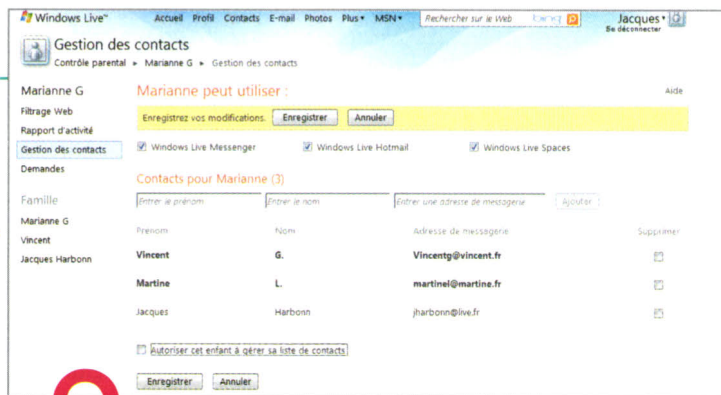 Windows Live™ Accueil Profil Contacts E-mail Photos Plus MSN Rechercher sur le Web bing Jacques
Se déconnecter
Gestion des contacts
Contrôle parental ▸ Marianne G ▸ Gestion des contacts
Marianne G
Filtrage Web
Rapport d'activité
Gestion des contacts
Demandes
Famille
Marianne G
Vincent
Jacques Harbonn
Marianne peut utiliser :
Aide
Enregistrez vos modifications. Enregistrer Annuler
Windows Live Messenger Windows Live Hotmail Windows Live Spaces
Contacts pour Marianne (3)
Entrer le prénom Entrer le nom Entrer une adresse de messagerie Ajouter
Prénom Nom Adresse de messagerie Supprimer
Vincent G. Vincentg@vincent.fr
Martine L. martinel@martine.fr
Jacques Harbonn jharbonn@live.fr
Autoriser cet enfant à gérer sa liste de contacts
Enregistrer Annuler